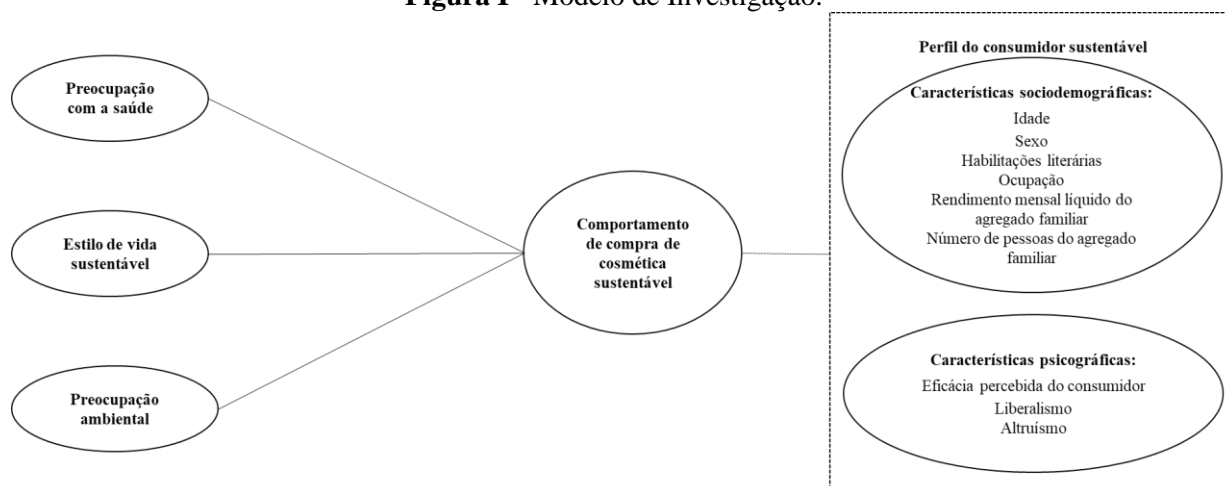 Figura 1 - Modelo de Investigação.
Preocupação
com a saúde
Estilo de vida
sustentável
Preocupação
ambiental
Comportamento
de compra de
cosmética
sustentável
Perfil do consumidor sustentável
Características sociodemográficas:
Idade
Sexo
Habilitações literárias
Ocupação
Rendimento mensal líquido do
agregado familiar
Número de pessoas do agregado
familiar
Características psicográficas:
Eficácia percebida do consumidor
Liberalismo
Altruísmo